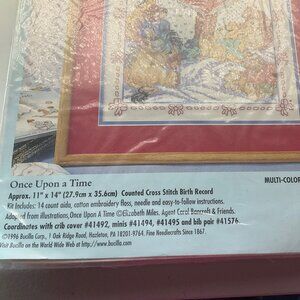 Once Upon a Time
MULTI-COLOR
Approx. 11" x 14" (27.9cm x 35.6cm) Counted Cross Stitch Birth Record
Kit Includes: 14 count aida, cotton embroidery floss, needle and easy-to-follow instructions.
Adapted from illustrations, Once Upon A Time ©Elizabeth Miles. Agent Carol Bancroft & Friends.
Coordinates with crib cover #41492, minis #41494, #41495 and bib pair #41576.
©1996 Bucilla Corp., 1 Oak Ridge Road, Hazleton, PA 18201-9764. Fine Needlecrafts Since 1867.
Visit Bucilla on the World Wide Web at http://www.bucilla.com